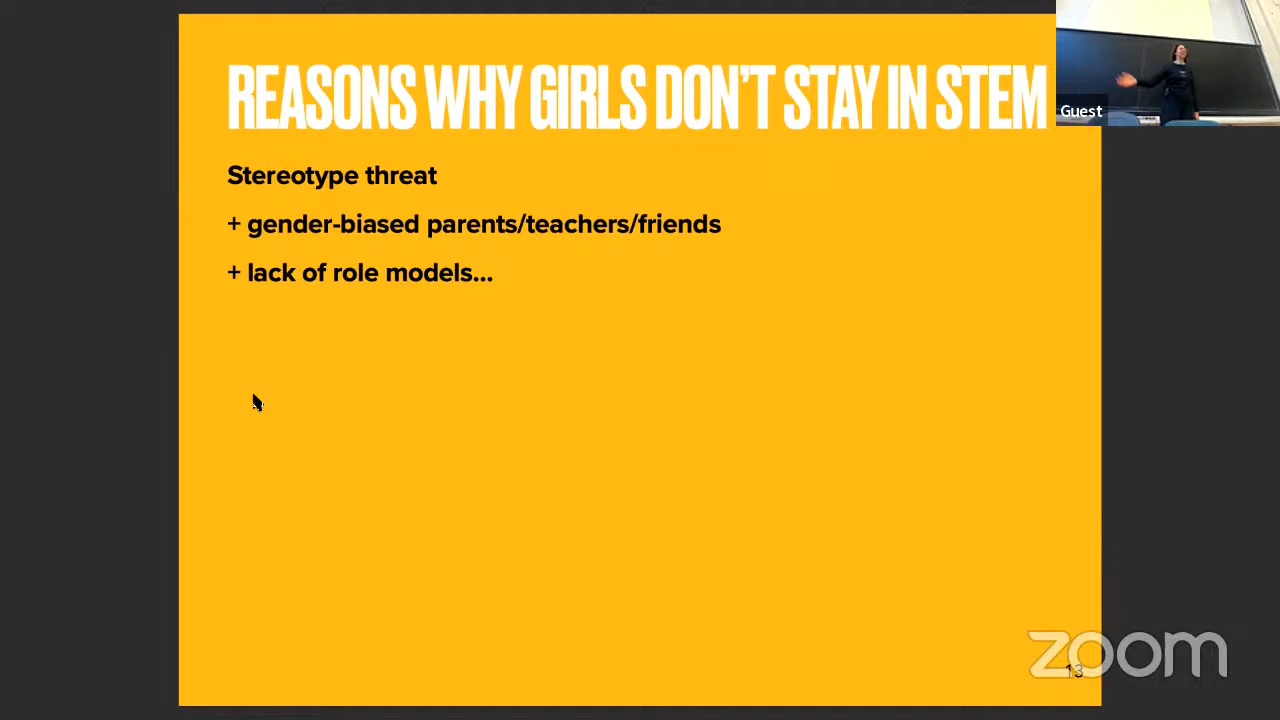 REASONS WHY GIRLS DON'T STAY IN STEM
Guest
Stereotype threat
+ gender-biased parents/teachers/friends
+ lack of role models...
13
zoom